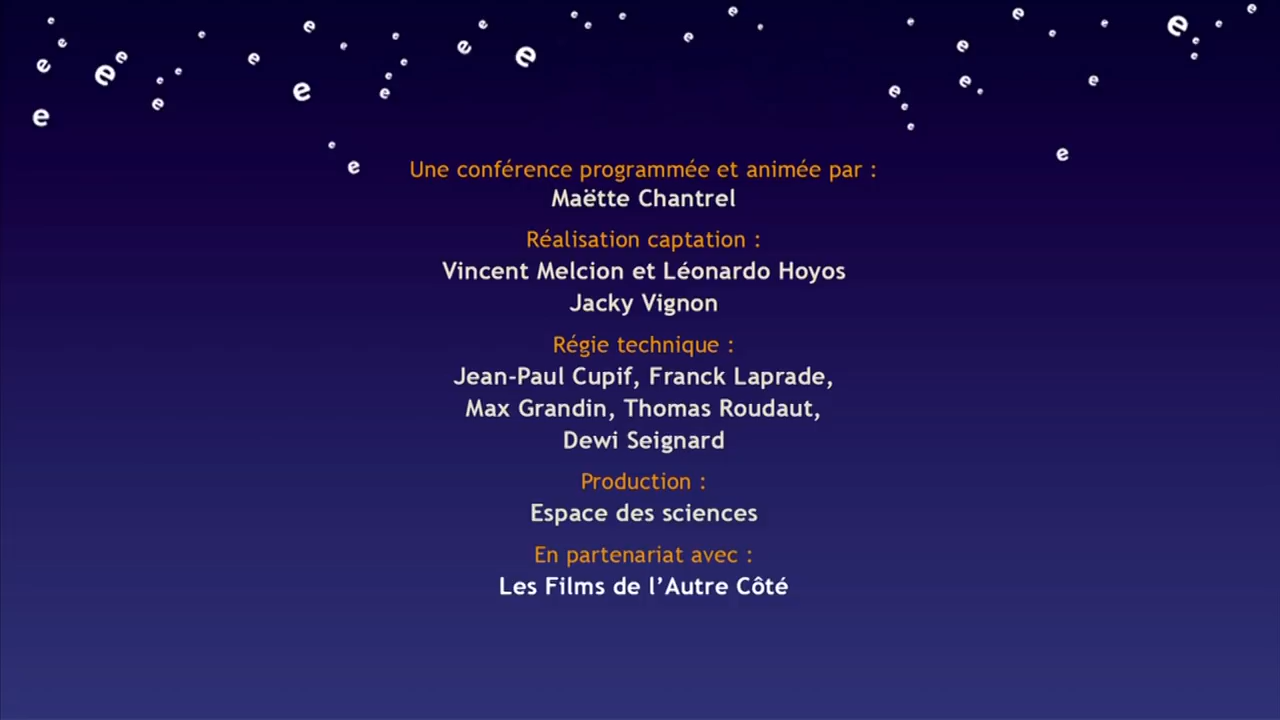 Une conférence programmée et animée par :
Maëtte Chantrel
Réalisation captation :
Vincent Melcion et Léonardo Hoyos
Jacky Vignon
Régie technique :
Jean-Paul Cupif, Franck Laprade,
Max Grandin, Thomas Roudaut,
Dewi Seignard
Production :
Espace des sciences
En partenariat avec :
Les Films de l’Autre Côté